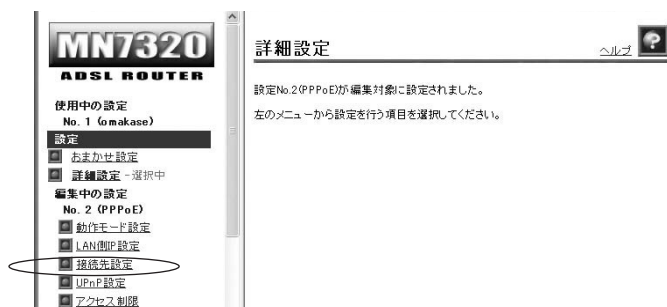 MN7320
ADSL ROUTER
使用中の設定
No. 1 (omakase)
設定
おまかせ設定
詳細設定 - 選択中
編集中の設定
No. 2 (PPPoE)
動作モード設定
LAN側IP設定
接続先設定
UPnP設定
アクセス制限
詳細設定
ヘルプ ?
設定No.2(PPPoE)が編集対象に設定されました。
左のメニューから設定を行う項目を選択してください。